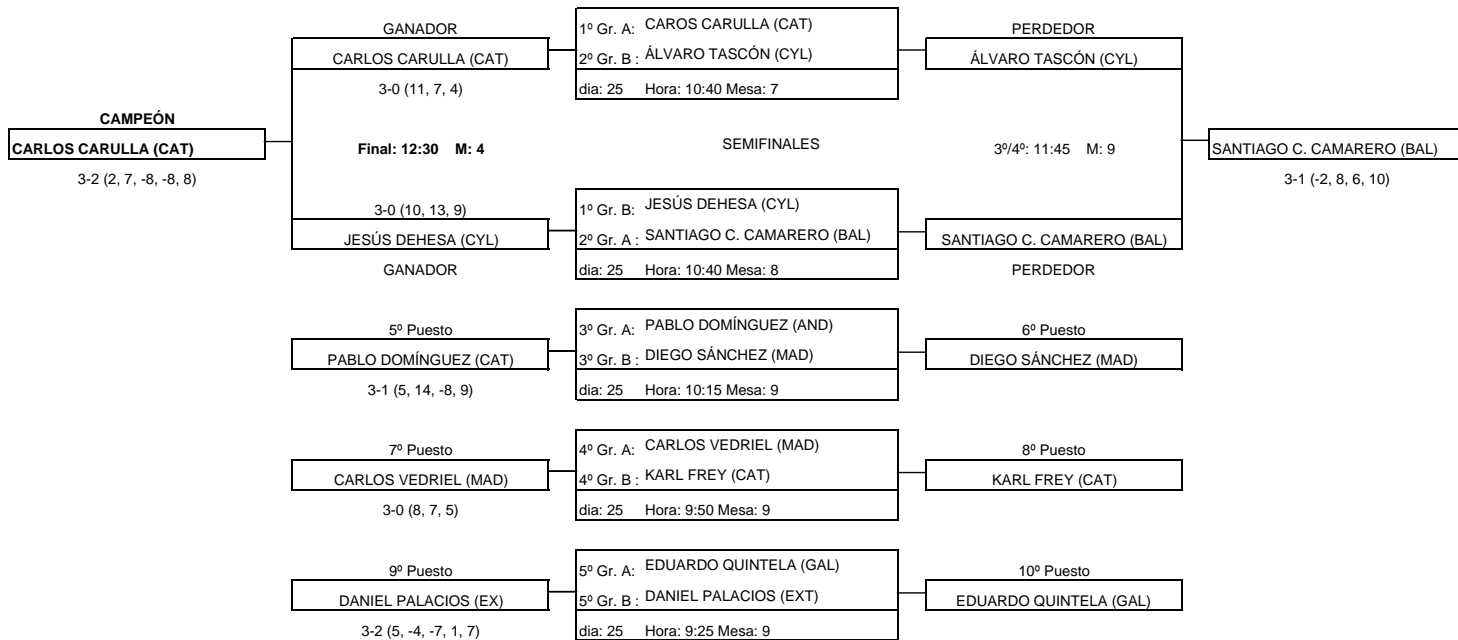 GANADOR
1º Gr. A: CAROS CARULLA (CAT)
PERDEDOR
CARLOS CARULLA (CAT)
2º Gr. B : ÁLVARO TASCÓN (CYL)
ÁLVARO TASCÓN (CYL)
3-0 (11, 7, 4)
dia: 25 Hora: 10:40 Mesa: 7
CAMPEÓN
CARLOS CARULLA (CAT)
Final: 12:30 M: 4
SEMIFINALES
3º/4º: 11:45 M: 9
SANTIAGO C. CAMARERO (BAL)
3-2 (2, 7, -8, -8, 8)
3-1 (-2, 8, 6, 10)
3-0 (10, 13, 9)
1º Gr. B: JESÚS DEHESA (CYL)
JESÚS DEHESA (CYL)
2º Gr. A : SANTIAGO C. CAMARERO (BAL)
SANTIAGO C. CAMARERO (BAL)
GANADOR
dia: 25 Hora: 10:40 Mesa: 8
PERDEDOR
5º Puesto
3º Gr. A: PABLO DOMÍNGUEZ (AND)
6º Puesto
PABLO DOMÍNGUEZ (CAT)
3º Gr. B : DIEGO SÁNCHEZ (MAD)
DIEGO SÁNCHEZ (MAD)
3-1 (5, 14, -8, 9)
dia: 25 Hora: 10:15 Mesa: 9
7º Puesto
4º Gr. A: CARLOS VEDRIEL (MAD)
8º Puesto
CARLOS VEDRIEL (MAD)
4º Gr. B : KARL FREY (CAT)
KARL FREY (CAT)
3-0 (8, 7, 5)
dia: 25 Hora: 9:50 Mesa: 9
9º Puesto
5º Gr. A: EDUARDO QUINTELA (GAL)
10º Puesto
DANIEL PALACIOS (EX)
5º Gr. B : DANIEL PALACIOS (EXT)
EDUARDO QUINTELA (GAL)
3-2 (5, -4, -7, 1, 7)
dia: 25 Hora: 9:25 Mesa: 9